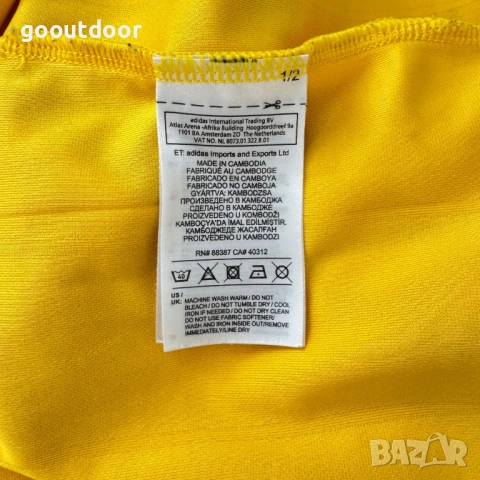 gooutdoor
1/2
adidas International Trading BV
Atlas Arena -Afrika Building Hoogoorddreef 9a
1101 BA Amsterdam ZO The Netherlands
VAT NO. NL 8073.01.322.B.01
ET: adidas Imports and Exports Ltd
MADE IN CAMBODIA
FABRIQUÉ AU CAMBODGE
FABRICADO EN CAMBOYA
FABRICADO NO CAMBOJA
GYÁRTVA: KAMBODZSA
ПРОИЗВЕДЕНО В КАМБОДЖА
СДЕЛАНО В КАМБОДЖЕ
PROIZVEDENO U KAMBODŽI
KAMBOÇYA'DA İMAL EDİLMİŞTİR.
КАМБОДЖЕДЕ ЖАСАЛҒАН
PROIZVEDENO U KAMBODZI
RN# 88387 CA# 40312
40
US /
UK: MACHINE WASH WARM / DO NOT
BLEACH / DO NOT TUMBLE DRY / COOL
IRON IF NEEDED / DO NOT DRY CLEAN
DO NOT USE FABRIC SOFTENER/
WASH AND IRON INSIDE OUT/REMOVE
IMMEDIATELY/LINE DRY
BAZAR